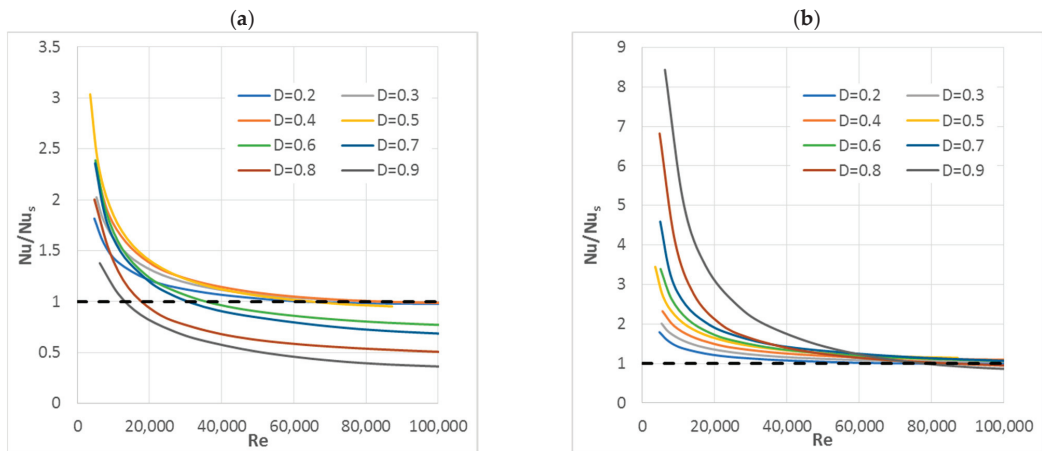 (a)
3.5
3
2.5
2
1.5
1
0.5
0
Nu/Nus
D=0.2 D=0.3
D=0.4 D=0.5
D=0.6 D=0.7
D=0.8 D=0.9
0 20,000 40,000 60,000 80,000 100,000
Re
(b)
9
8
7
6
5
4
3
2
1
0
Nu/Nus
D=0.2 D=0.3
D=0.4 D=0.5
D=0.6 D=0.7
D=0.8 D=0.9
0 20,000 40,000 60,000 80,000 100,000
Re